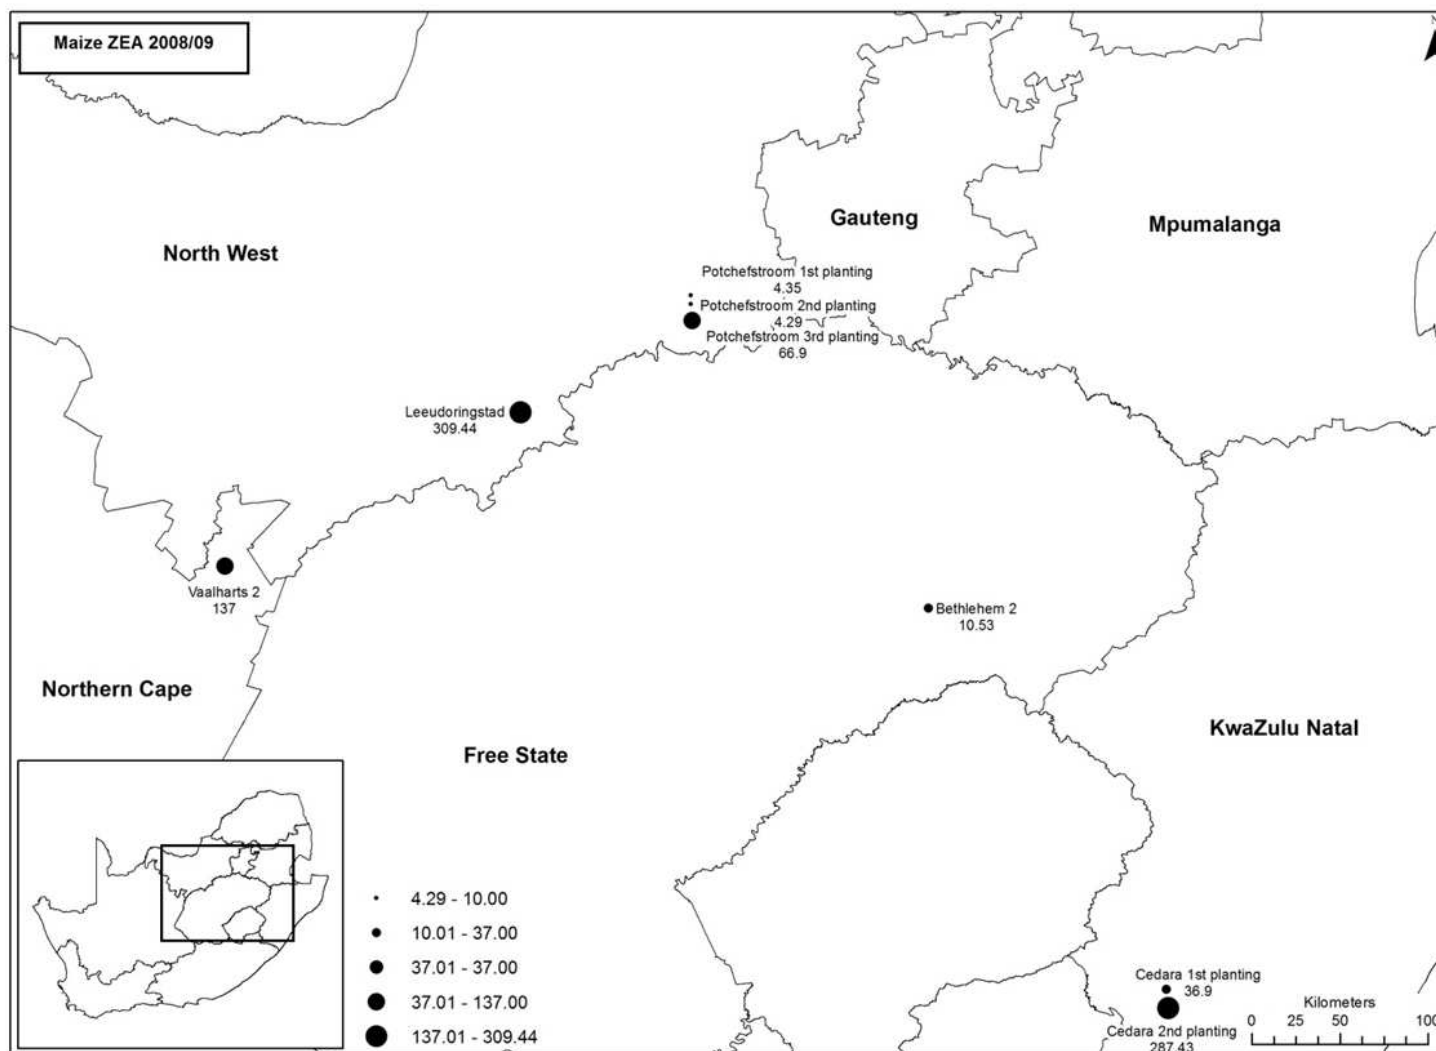 Maize ZEA 2008/09
N
Gauteng
Mpumalanga
North West
Potchefstroom 1st planting
4.35
Potchefstroom 2nd planting
4.29
Potchefstroom 3rd planting
66.9
Leeudoringstad
309.44
Vaalharts 2
137
Bethlehem 2
10.53
Northern Cape
Free State
KwaZulu Natal
4.29 - 10.00
10.01 - 37.00
37.01 - 37.00
37.01 - 137.00
137.01 - 309.44
Cedara 1st planting
36.9
Cedara 2nd planting
287.43
Kilometers
0 25 50 100